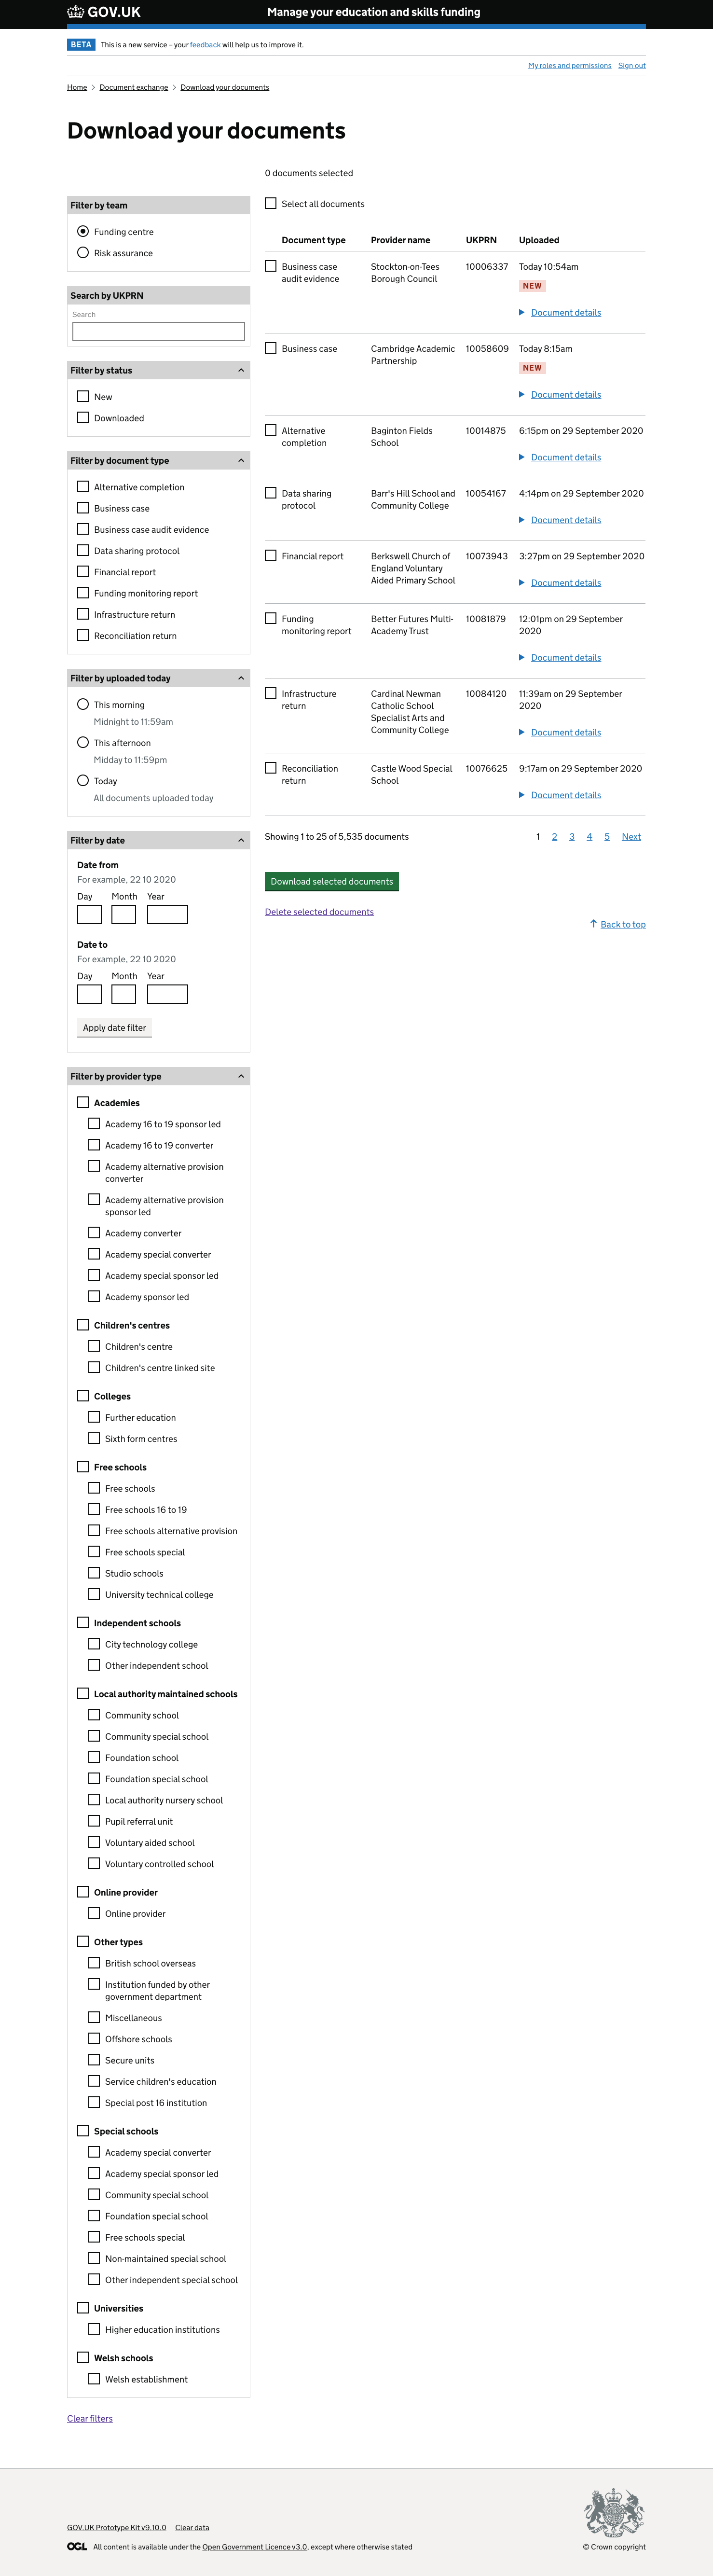 GOV.UK
Manage your education and skills funding
BETA This is a new service – your feedback will help us to improve it.
My roles and permissions Sign out
Home > Document exchange > Download your documents
Download your documents
Filter by team
Funding centre
Risk assurance
Search by UKPRN
Search
Filter by status
New
Downloaded
Filter by document type
Alternative completion
Business case
Business case audit evidence
Data sharing protocol
Financial report
Funding monitoring report
Infrastructure return
Reconciliation return
Filter by uploaded today
This morning
Midnight to 11:59am
This afternoon
Midday to 11:59pm
Today
All documents uploaded today
Filter by date
Date from
For example, 22 10 2020
Day Month Year
Date to
For example, 22 10 2020
Day Month Year
Apply date filter
Filter by provider type
Academies
Academy 16 to 19 sponsor led
Academy 16 to 19 converter
Academy alternative provision
converter
Academy alternative provision
sponsor led
Academy converter
Academy special converter
Academy special sponsor led
Academy sponsor led
Children's centres
Children's centre
Children's centre linked site
Colleges
Further education
Sixth form centres
Free schools
Free schools
Free schools 16 to 19
Free schools alternative provision
Free schools special
Studio schools
University technical college
Independent schools
City technology college
Other independent school
Local authority maintained schools
Community school
Community special school
Foundation school
Foundation special school
Local authority nursery school
Pupil referral unit
Voluntary aided school
Voluntary controlled school
Online provider
Online provider
Other types
British school overseas
Institution funded by other
government department
Miscellaneous
Offshore schools
Secure units
Service children's education
Special post 16 institution
Special schools
Academy special converter
Academy special sponsor led
Community special school
Foundation special school
Free schools special
Non-maintained special school
Other independent special school
Universities
Higher education institutions
Welsh schools
Welsh establishment
Clear filters
0 documents selected
Select all documents
Document type Provider name UKPRN Uploaded
Business case Stockton-on-Tees 10006337 Today 10:54am
audit evidence Borough Council
NEW
Document details
Business case Cambridge Academic 10058609 Today 8:15am
Partnership
NEW
Document details
Alternative Baginton Fields 10014875 6:15pm on 29 September 2020
completion School
Document details
Data sharing Barr's Hill School and 10054167 4:14pm on 29 September 2020
protocol Community College
Document details
Financial report Berkswell Church of 10073943 3:27pm on 29 September 2020
England Voluntary
Aided Primary School
Document details
Funding Better Futures Multi- 10081879 12:01pm on 29 September
monitoring report Academy Trust 2020
Document details
Infrastructure Cardinal Newman 10084120 11:39am on 29 September
return Catholic School 2020
Specialist Arts and
Community College
Document details
Reconciliation Castle Wood Special 10076625 9:17am on 29 September 2020
return School
Document details
Showing 1 to 25 of 5,535 documents 1 2 3 4 5 Next
Download selected documents
Delete selected documents
↑ Back to top
GOV.UK Prototype Kit v9.10.0 Clear data
OGL All content is available under the Open Government Licence v3.0, except where otherwise stated
© Crown copyright